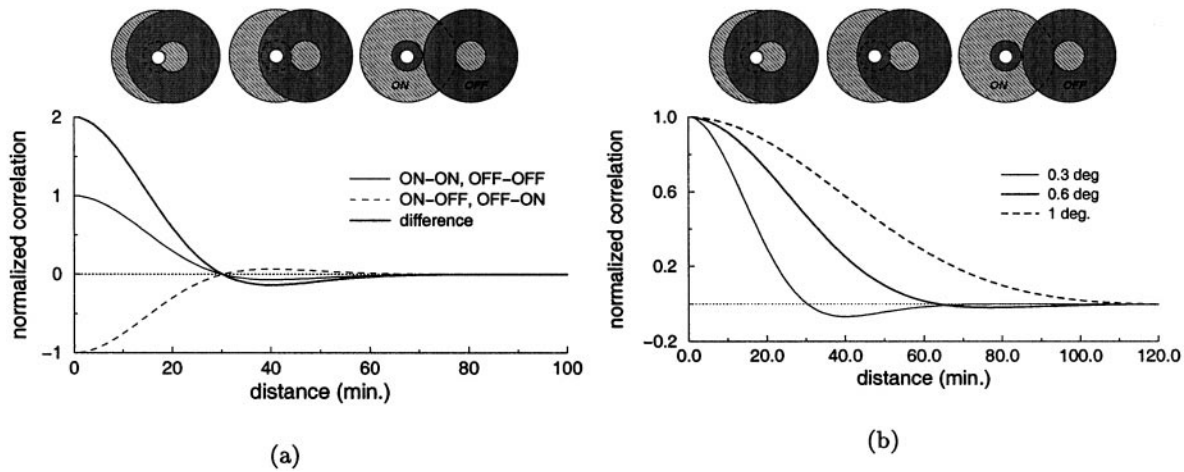 ON OFF
2
1
0
−1
normalized correlation
ON−ON, OFF−OFF
ON−OFF, OFF−ON
difference
0 20 40 60 80 100
distance (min.)
(a)
ON OFF
1.0
0.6
0.2
−0.2
normalized correlation
0.3 deg
0.6 deg
1 deg.
0.0 20.0 40.0 60.0 80.0 100.0 120.0
distance (min.)
(b)